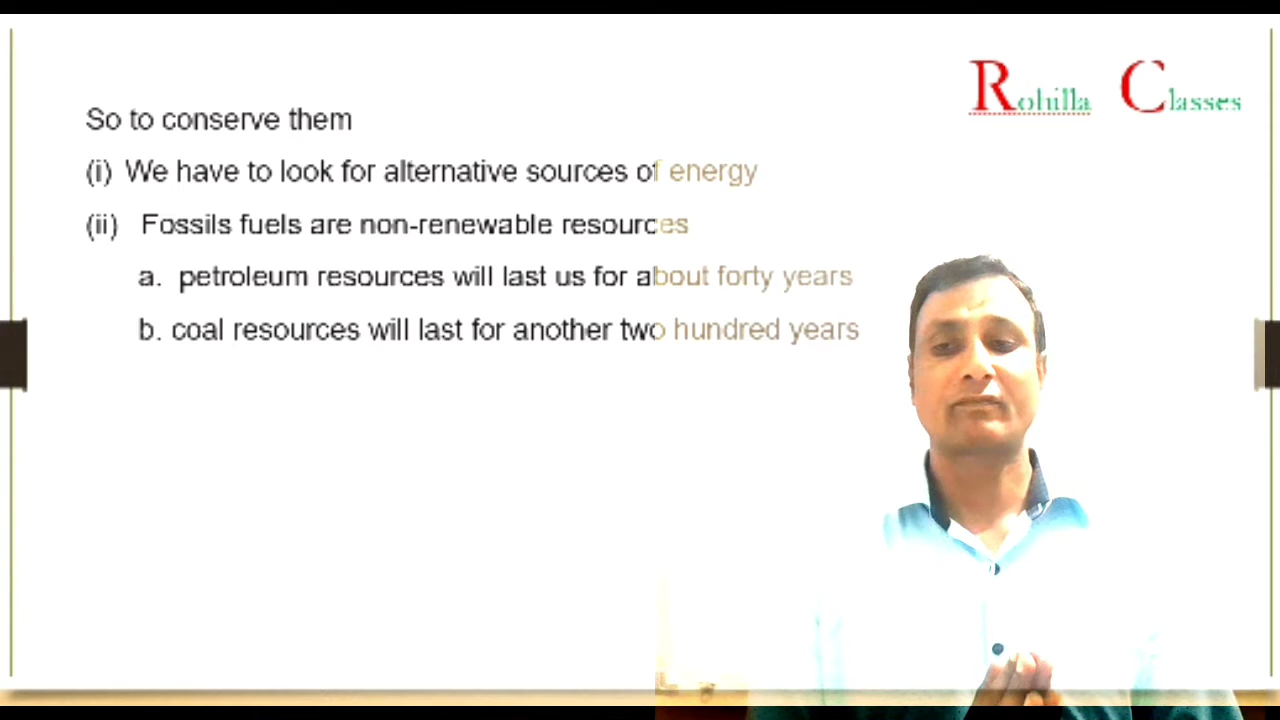 Rohilla Classes
So to conserve them
(i) We have to look for alternative sources of energy
(ii) Fossils fuels are non-renewable resources
a. petroleum resources will last us for about forty years
b. coal resources will last for another two hundred years